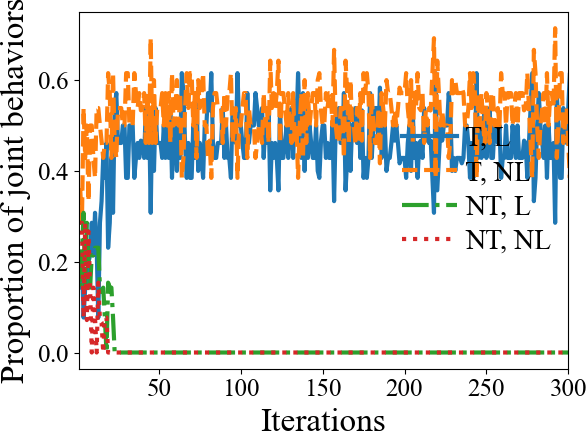 Proportion of joint behaviors
0.6
0.4
0.2
0.0
T, L
T, NL
NT, L
NT, NL
50
100
150
200
250
300
Iterations